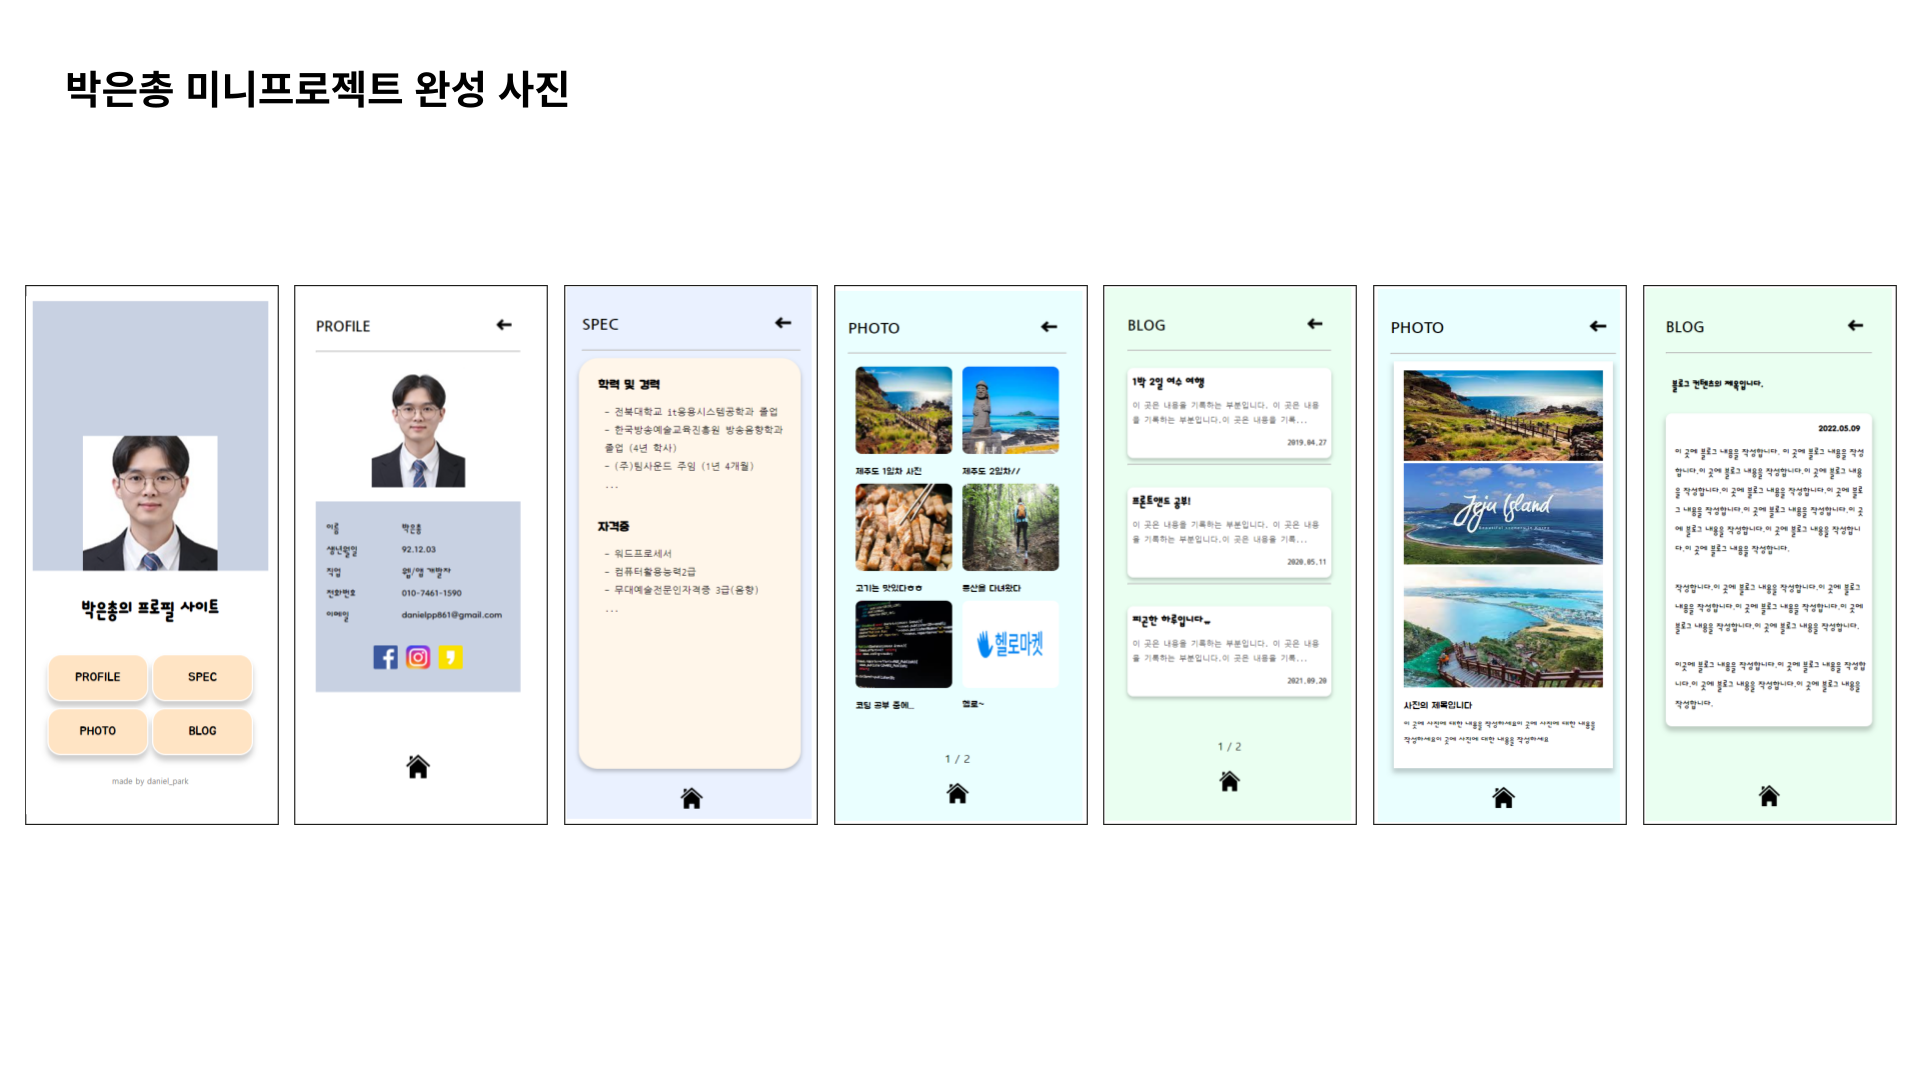 박은총 미니프로젝트 완성 사진
박은총의 프로필 사이트
PROFILE
SPEC
PHOTO
BLOG
made by daniel_park
PROFILE
이름 박은총
생년월일 92.12.03
직업 웹/앱 개발자
전화번호 010-7461-1590
이메일 danielpp861@gmail.com
SPEC
학력 및 경력
- 전북대학교 it응용시스템공학과 졸업
- 한국방송예술교육진흥원 방송음향학과
졸업 (4년 학사)
- (주)팀사운드 주임 (1년 4개월)
...
자격증
- 워드프로세서
- 컴퓨터활용능력2급
- 무대예술전문인자격증 3급(음향)
...
PHOTO
제주도 1일차 사진
제주도 2일차//
고기는 맛있다ㅎㅎ
등산을 다녀왔다
코딩 공부 중에_
헬로마켓
헬로~
1 / 2
BLOG
1박 2일 여수 여행
이 곳은 내용을 기록하는 부분입니다. 이 곳은 내용
을 기록하는 부분입니다.이 곳은 내용을 기록...
2019.04.27
프론트앤드 공부!
이 곳은 내용을 기록하는 부분입니다. 이 곳은 내용
을 기록하는 부분입니다.이 곳은 내용을 기록...
2020.05.11
피곤한 하루입니다_
이 곳은 내용을 기록하는 부분입니다. 이 곳은 내용
을 기록하는 부분입니다.이 곳은 내용을 기록...
2021.09.20
1 / 2
PHOTO
Jeju Island
사진의 제목입니다
이 곳에 사진에 대한 내용을 작성하세요이 곳에 사진에 대한 내용을
작성하세요이 곳에 사진에 대한 내용을 작성하세요
BLOG
블로그 컨텐츠의 제목입니다.
2022.05.09
이 곳에 블로그 내용을 작성합니다. 이 곳에 블로그 내용을 작성
합니다.이 곳에 블로그 내용을 작성합니다.이 곳에 블로그 내용
을 작성합니다.이 곳에 블로그 내용을 작성합니다.이 곳에 블로
그 내용을 작성합니다.이 곳에 블로그 내용을 작성합니다.이 곳
에 블로그 내용을 작성합니다.이 곳에 블로그 내용을 작성합니
다.이 곳에 블로그 내용을 작성합니다.
작성합니다.이 곳에 블로그 내용을 작성합니다.이 곳에 블로그
내용을 작성합니다.이 곳에 블로그 내용을 작성합니다.이 곳에
블로그 내용을 작성합니다.이 곳에 블로그 내용을 작성합니다.
이곳에 블로그 내용을 작성합니다.이 곳에 블로그 내용을 작성합
니다.이 곳에 블로그 내용을 작성합니다.이 곳에 블로그 내용을
작성합니다.